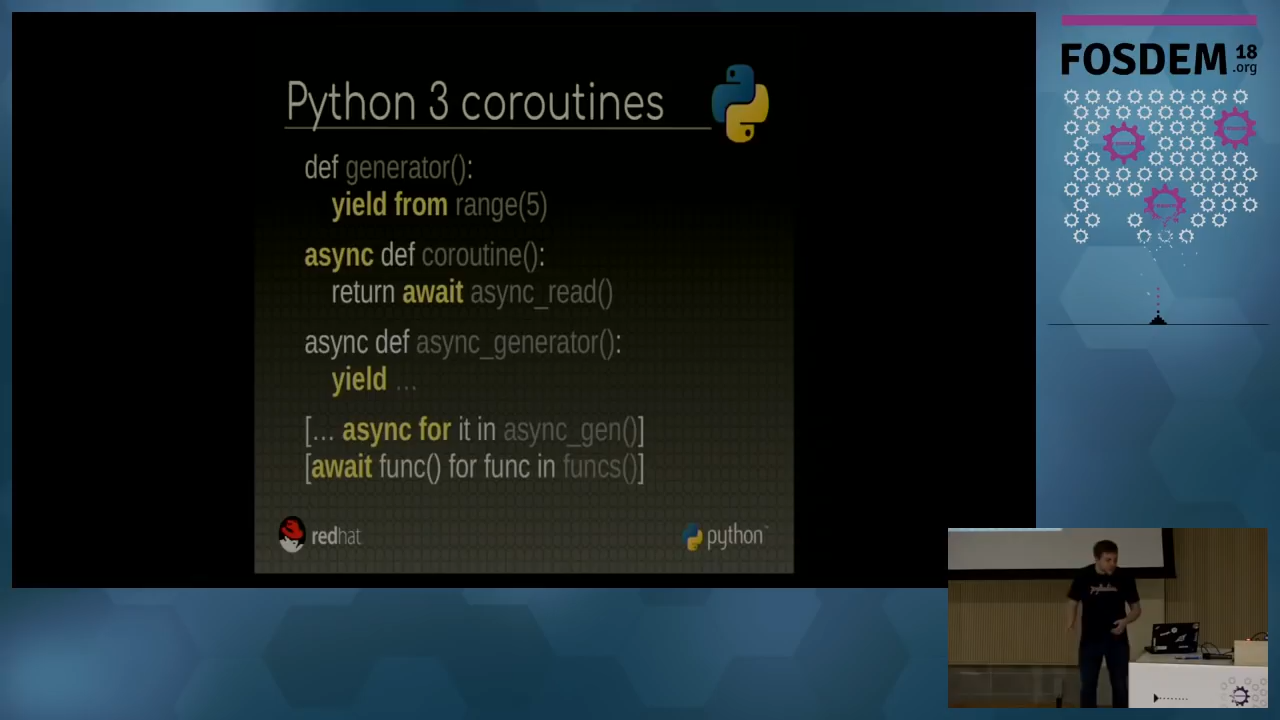 Python 3 coroutines
def generator():
yield from range(5)
async def coroutine():
return await async_read()
async def async_generator():
yield …
[… async for it in async_gen()]
[await func() for func in funcs()]
redhat
python™
FOSDEM 18
.org